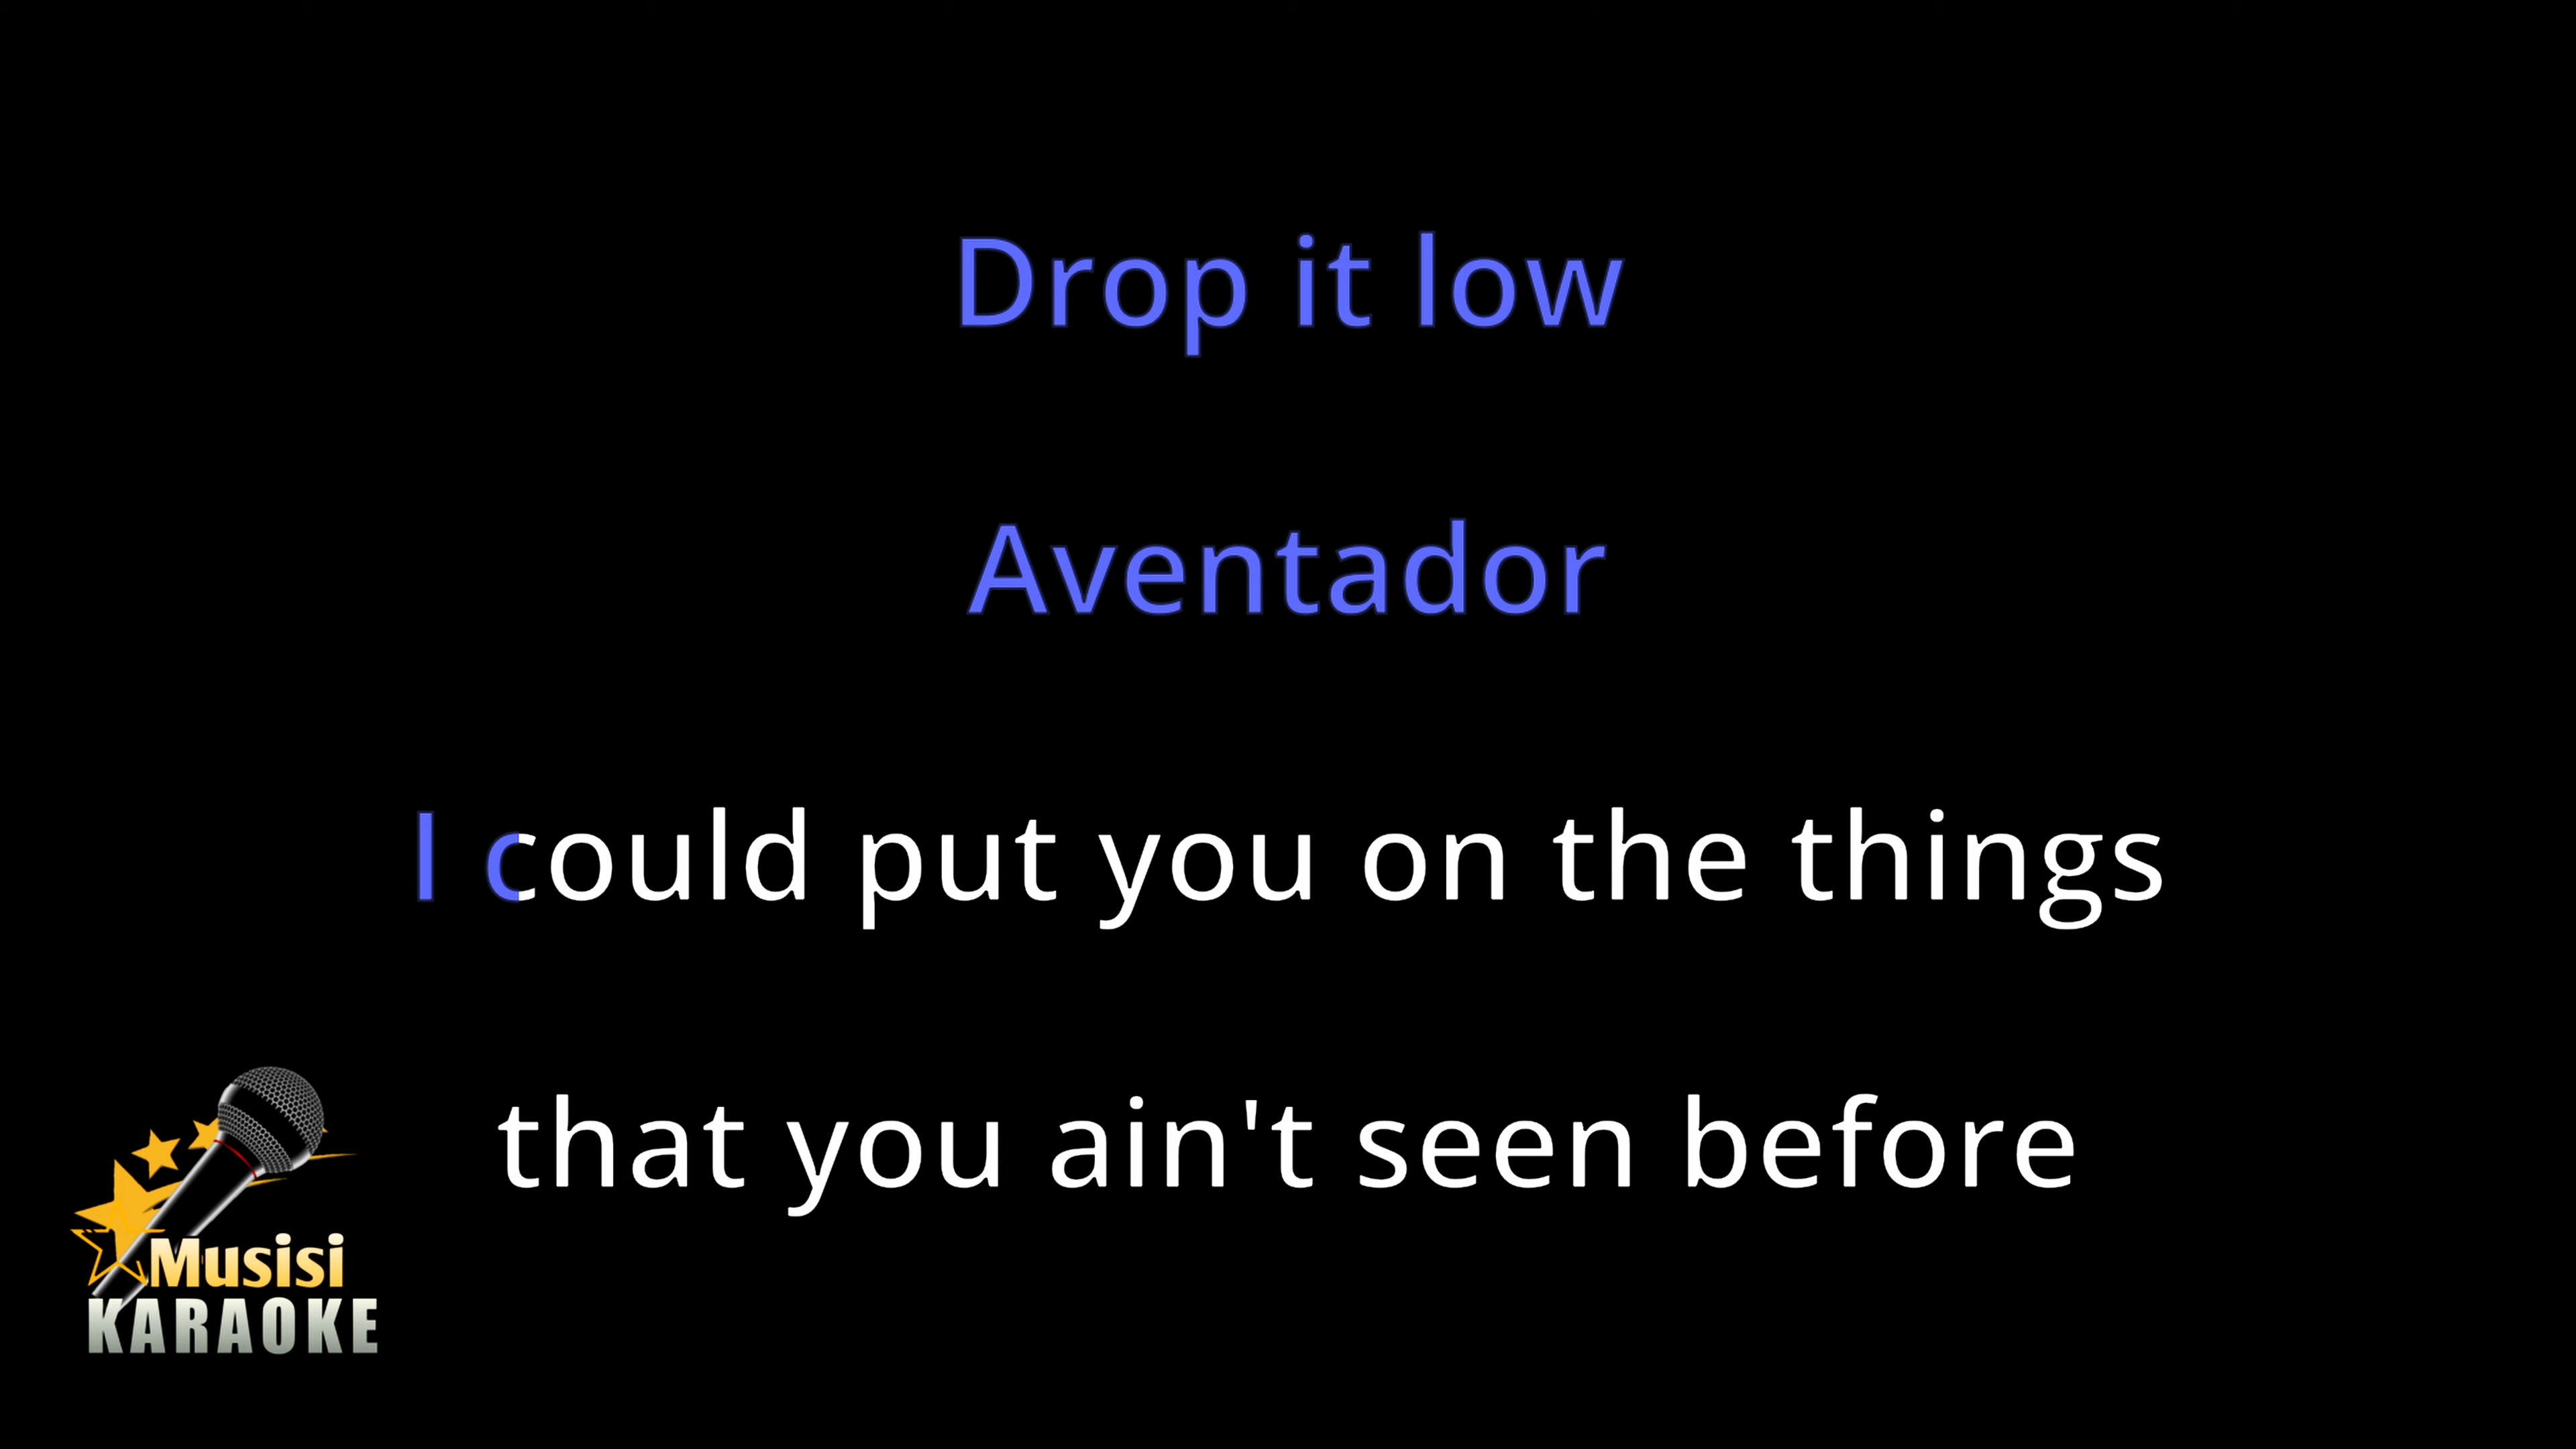 Drop it low
Aventador
I could put you on the things
that you ain't seen before
Musisi
KARAOKE